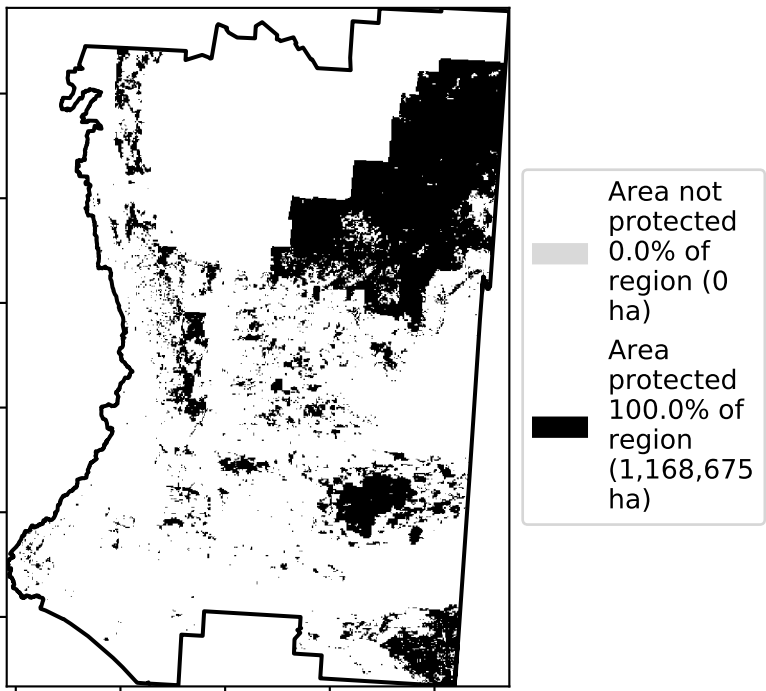 Area not
protected
0.0% of
region (0
ha)
Area
protected
100.0% of
region
(1,168,675
ha)